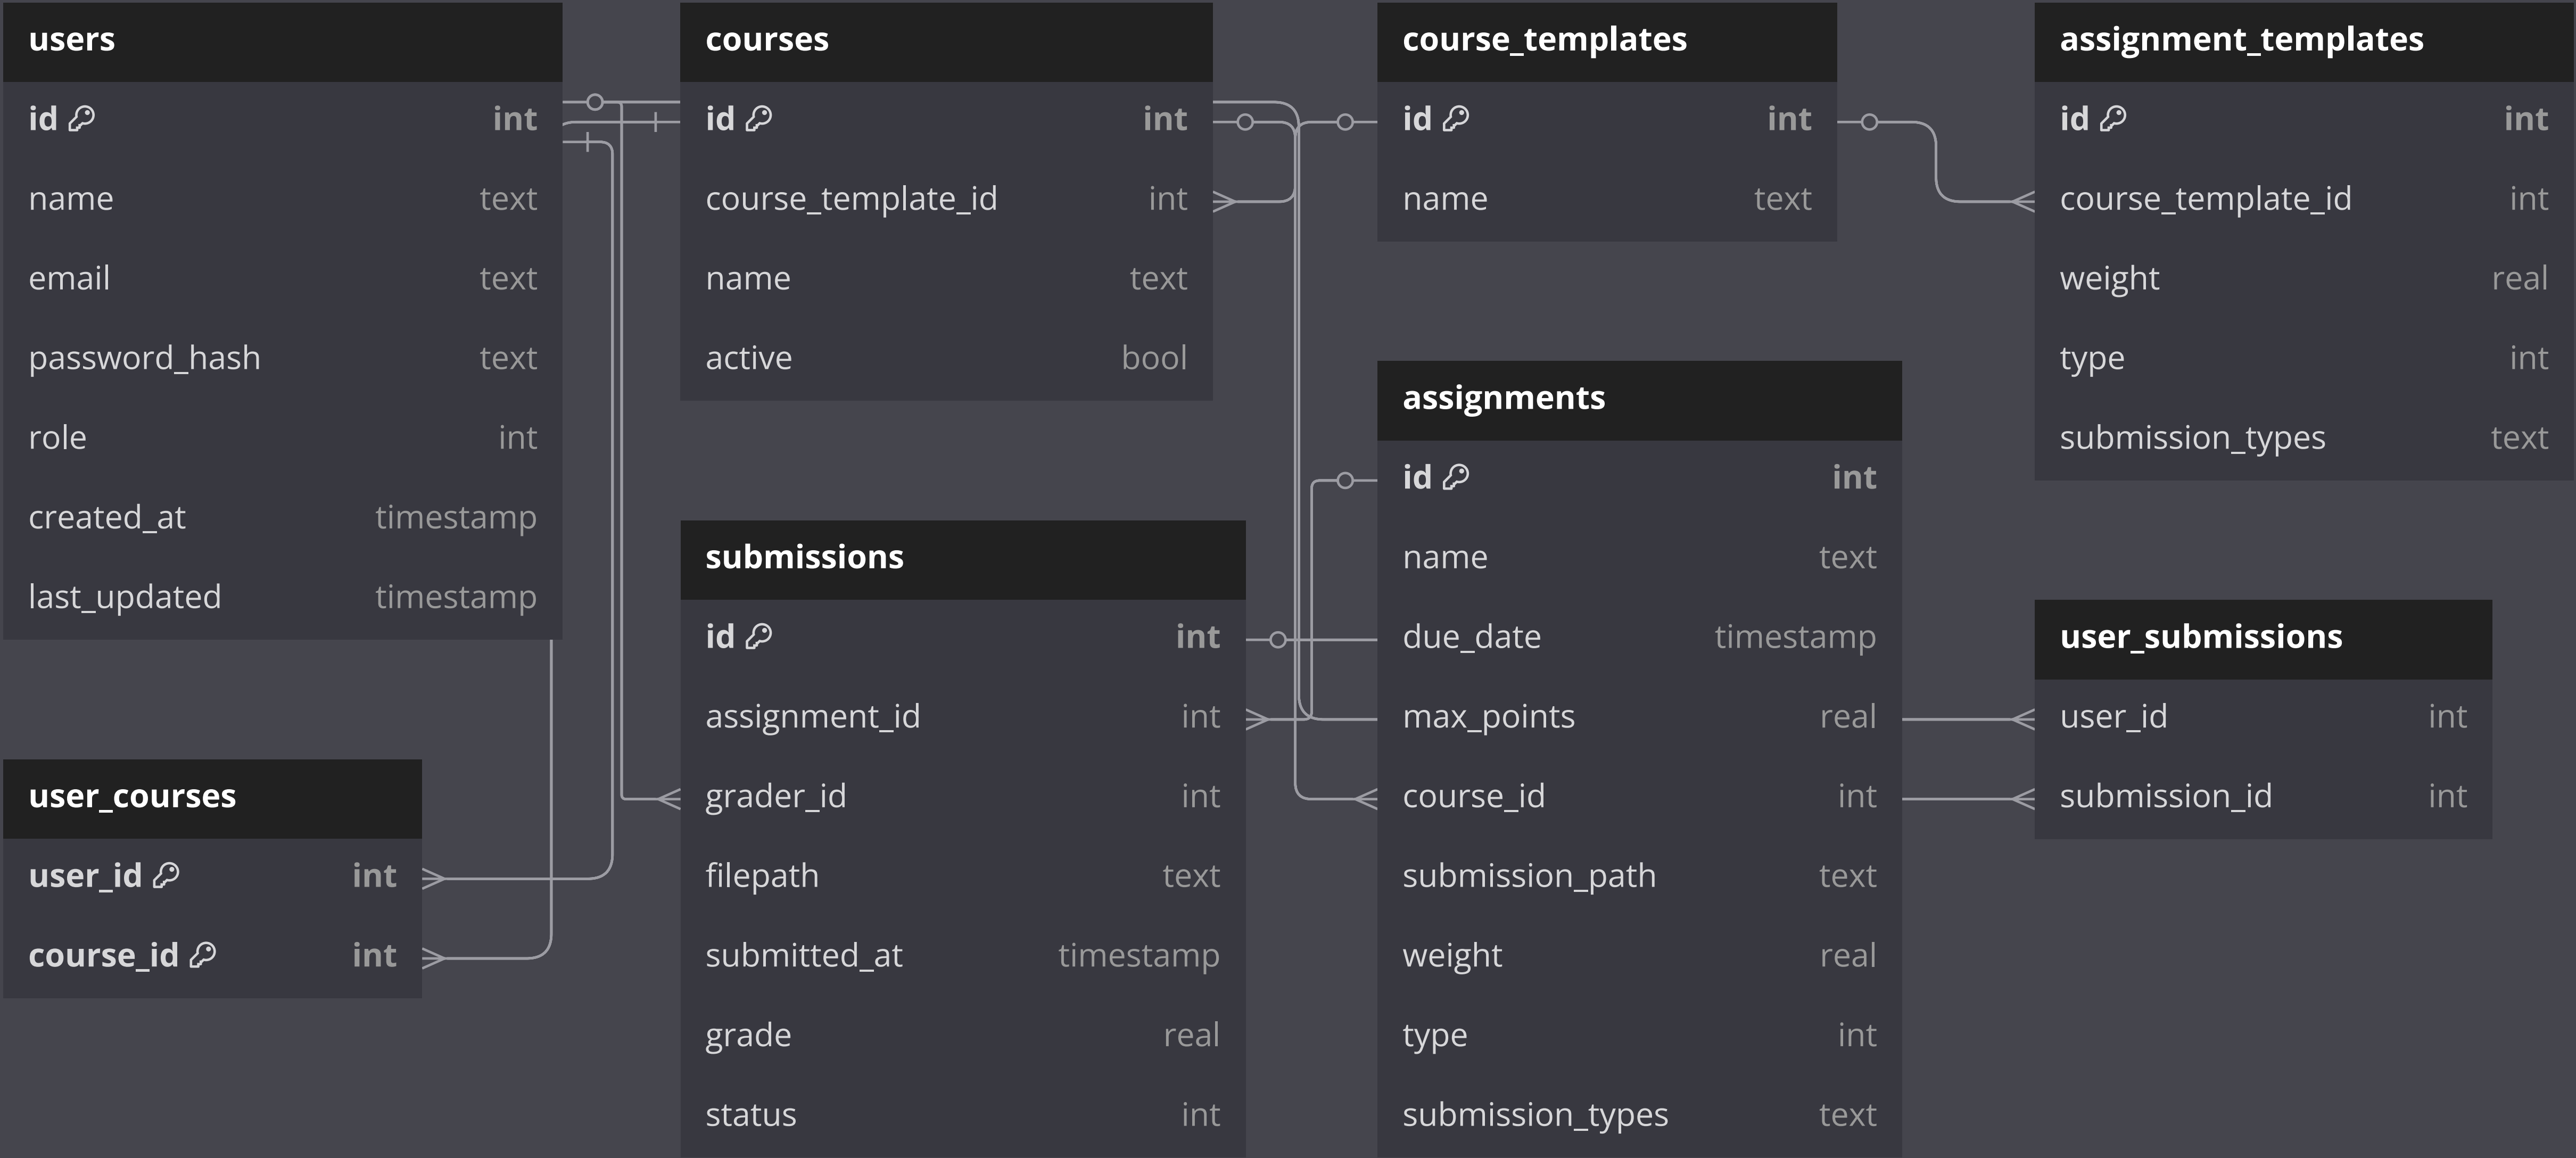 users
id int
name text
email text
password_hash text
role int
created_at timestamp
last_updated timestamp
user_courses
user_id int
course_id int
courses
id int
course_template_id int
name text
active bool
submissions
id int
assignment_id int
grader_id int
filepath text
submitted_at timestamp
grade real
status int
course_templates
id int
name text
assignments
id int
name text
due_date timestamp
max_points real
course_id int
submission_path text
weight real
type int
submission_types text
assignment_templates
id int
course_template_id int
weight real
type int
submission_types text
user_submissions
user_id int
submission_id int